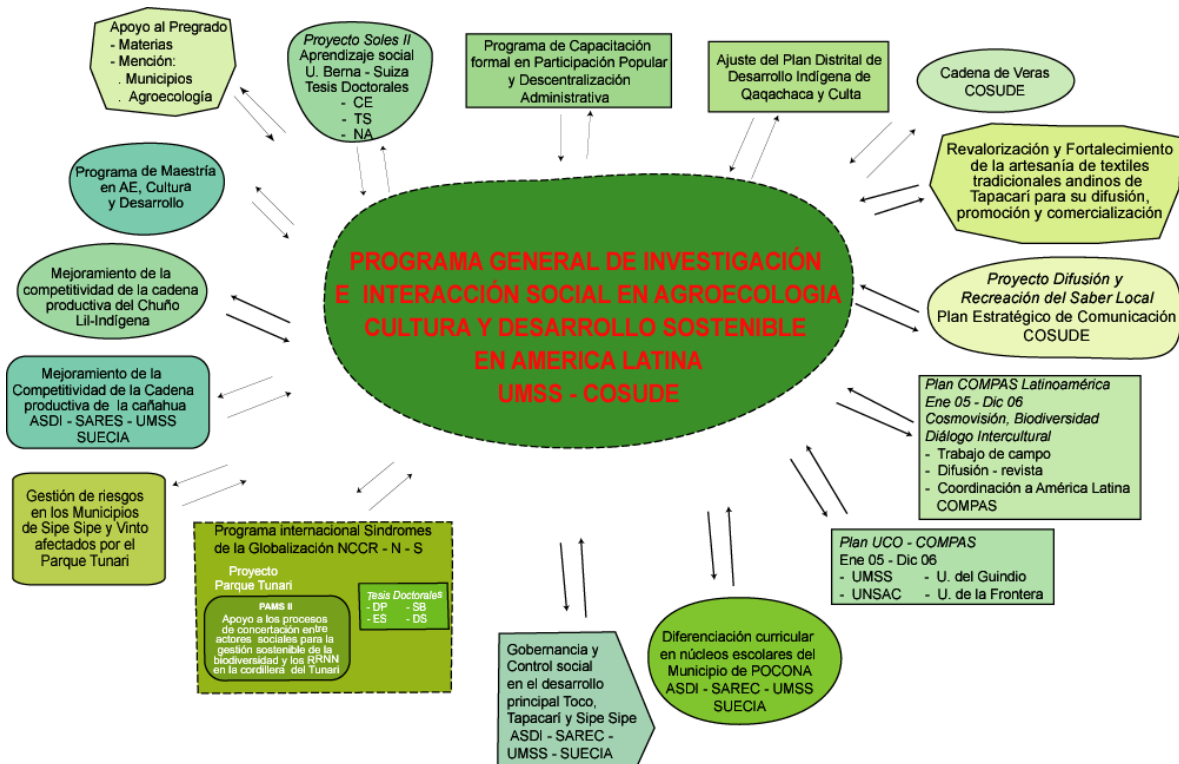 Apoyo al Pregrado
- Materias
- Mención:
. Municipios
. Agroecología
Proyecto Soles II
Aprendizaje social
U. Berna - Suiza
Tesis Doctorales
- CE
- TS
- NA
Programa de Capacitación
formal en Participación Popular
y Descentralización
Administrativa
Ajuste del Plan Distrital de
Desarrollo Indígena de
Qaqachaca y Culta
Cadena de Veras
COSUDE
Revalorización y Fortalecimiento
de la artesanía de textiles
tradicionales andinos de
Tapacarí para su difusión,
promoción y comercialización
Programa de Maestría
en AE, Cultura
y Desarrollo
PROGRAMA GENERAL DE INVESTIGACIÓN
E INTERACCIÓN SOCIAL EN AGROECOLOGIA
CULTURA Y DESARROLLO SOSTENIBLE
EN AMERICA LATINA
UMSS - COSUDE
Mejoramiento de la
competitividad de la cadena
productiva del Chuño
Lil-Indígena
Proyecto Difusión y
Recreación del Saber Local
Plan Estratégico de Comunicación
COSUDE
Mejoramiento de la
Competitividad de la Cadena
productiva de la cañahua
ASDI - SARES - UMSS
SUECIA
Plan COMPAS Latinoamérica
Ene 05 - Dic 06
Cosmovisión, Biodiversidad
Diálogo Intercultural
- Trabajo de campo
- Difusión - revista
- Coordinación a América Latina
COMPAS
Gestión de riesgos
en los Municipios
de Sipe Sipe y Vinto
afectados por el
Parque Tunari
Programa internacional Síndromes
de la Globalización NCCR - N - S
Proyecto
Parque Tunari
PAMS II
Apoyo a los procesos
de concertación entre
actores sociales para la
gestión sostenible de la
biodiversidad y los RRNN
en la cordillera del Tunari
Tesis Doctorales
- DP - SB
- ES - DS
Plan UCO - COMPAS
Ene 05 - Dic 06
- UMSS - U. del Guindio
- UNSAC - U. de la Frontera
Gobernancia y
Control social
en el desarrollo
principal Toco,
Tapacarí y Sipe Sipe
ASDI - SAREC -
UMSS - SUECIA
Diferenciación curricular
en núcleos escolares del
Municipio de POCONA
ASDI - SAREC - UMSS
SUECIA